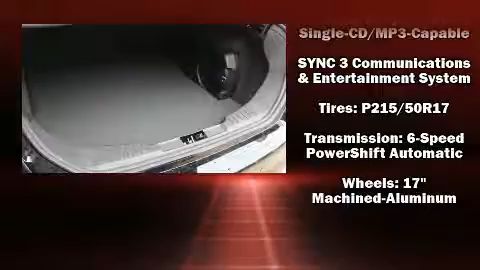 Single-CD/MP3-Capable
SYNC 3 Communications
& Entertainment System
Tires: P215/50R17
Transmission: 6-Speed
PowerShift Automatic
Wheels: 17"
Machined-Aluminum